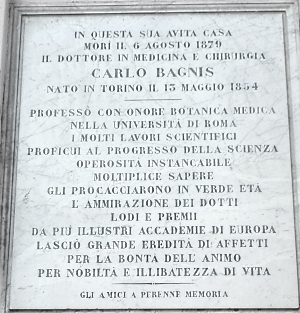 IN QUESTA SUA AVITA CASA
MORÌ IL 6 AGOSTO 1879
IL DOTTORE IN MEDICINA E CHIRURGIA
CARLO BAGNIS
NATO IN TORINO IL 13 MAGGIO 1854
PROFESSÒ CON ONORE BOTANICA MEDICA
NELLA UNIVERSITÀ DI ROMA
I MOLTI LAVORI SCIENTIFICI
PROFICUI AL PROGRESSO DELLA SCIENZA
OPEROSITÀ INSTANCABILE
MOLTIPLICE SAPERE
GLI PROCACCIARONO IN VERDE ETÀ
L'AMMIRAZIONE DEI DOTTI
LODI E PREMII
DA PIÙ ILLUSTRI ACCADEMIE DI EUROPA
LASCIÒ GRANDE EREDITÀ DI AFFETTI
PER LA BONTÀ DELL'ANIMO
PER NOBILTÀ E ILLIBATEZZA DI VITA
GLI AMICI A PERENNE MEMORIA